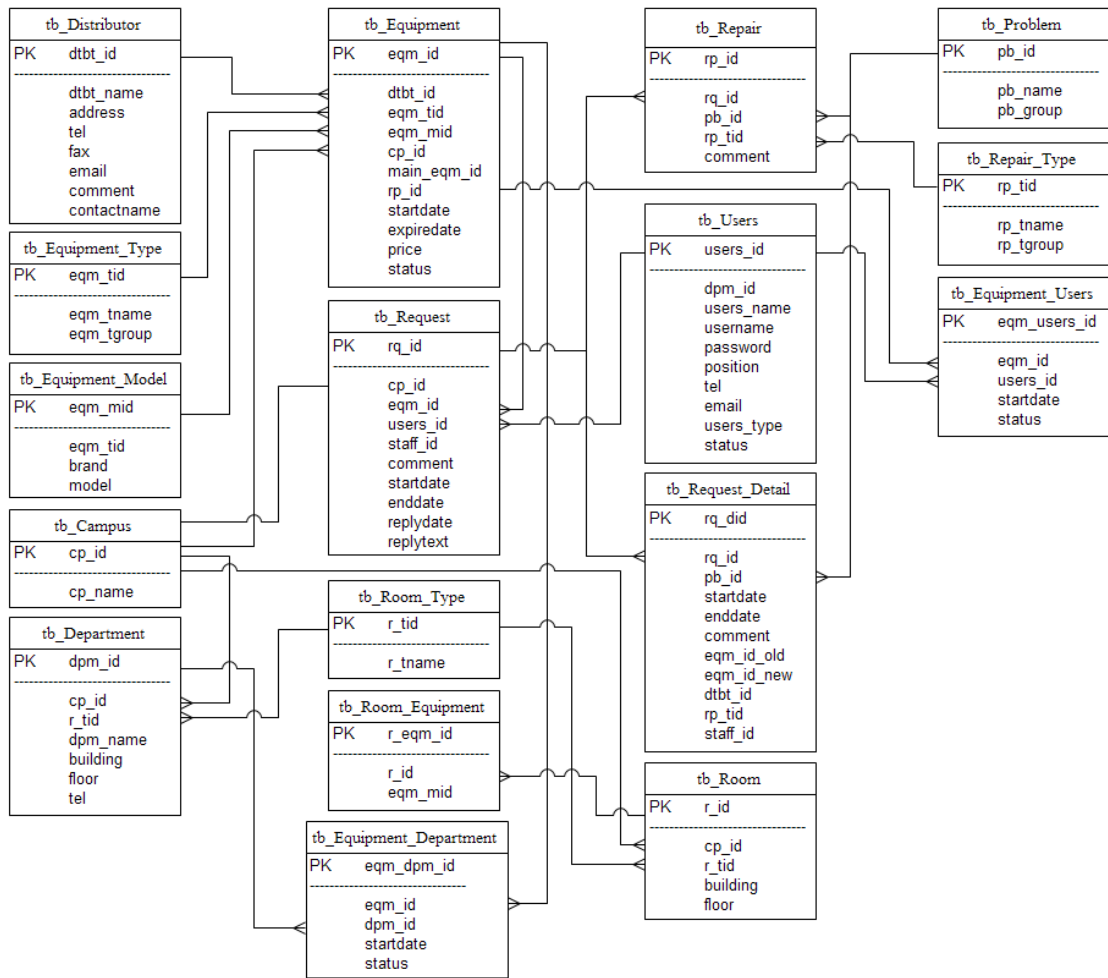 tb_Distributor
PK dtbt_id
dtbt_name
address
tel
fax
email
comment
contactname
tb_Equipment_Type
PK eqm_tid
eqm_tname
eqm_tgroup
tb_Equipment_Model
PK eqm_mid
eqm_tid
brand
model
tb_Campus
PK cp_id
cp_name
tb_Department
PK dpm_id
cp_id
r_tid
dpm_name
building
floor
tel
tb_Equipment
PK eqm_id
dtbt_id
eqm_tid
eqm_mid
cp_id
main_eqm_id
rp_id
startdate
expiredate
price
status
tb_Request
PK rq_id
cp_id
eqm_id
users_id
staff_id
comment
startdate
enddate
replydate
replytext
tb_Room_Type
PK r_tid
r_tname
tb_Room_Equipment
PK r_eqm_id
r_id
eqm_mid
tb_Equipment_Department
PK eqm_dpm_id
eqm_id
dpm_id
startdate
status
tb_Repair
PK rp_id
rq_id
pb_id
rp_tid
comment
tb_Users
PK users_id
dpm_id
users_name
username
password
position
tel
email
users_type
status
tb_Request_Detail
PK rq_did
rq_id
pb_id
startdate
enddate
comment
eqm_id_old
eqm_id_new
dtbt_id
rp_tid
staff_id
tb_Room
PK r_id
cp_id
r_tid
building
floor
tb_Problem
PK pb_id
pb_name
pb_group
tb_Repair_Type
PK rp_tid
rp_tname
rp_tgroup
tb_Equipment_Users
PK eqm_users_id
eqm_id
users_id
startdate
status